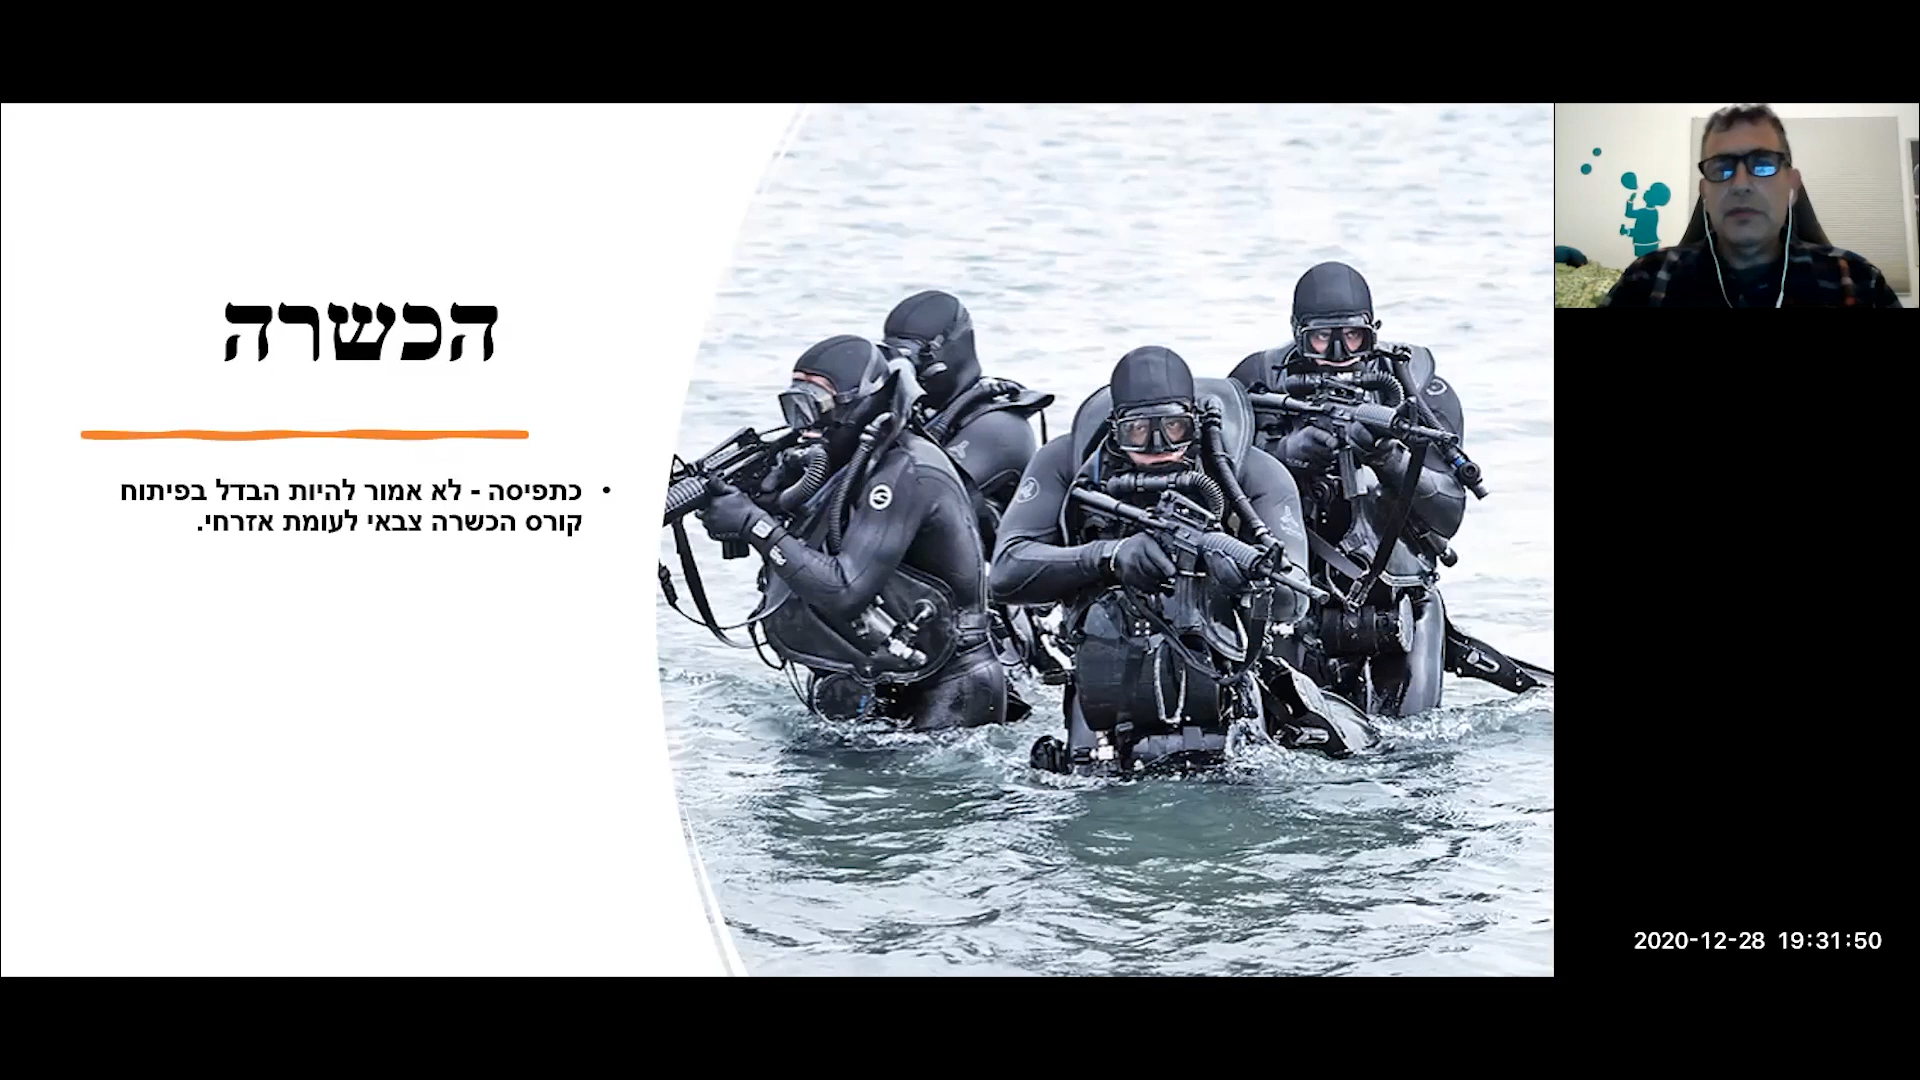 הכשרה
• כתפיסה - לא אמור להיות הבדל בפיתוח
קורס הכשרה צבאי לעומת אזרחי.
2020-12-28 19:31:50